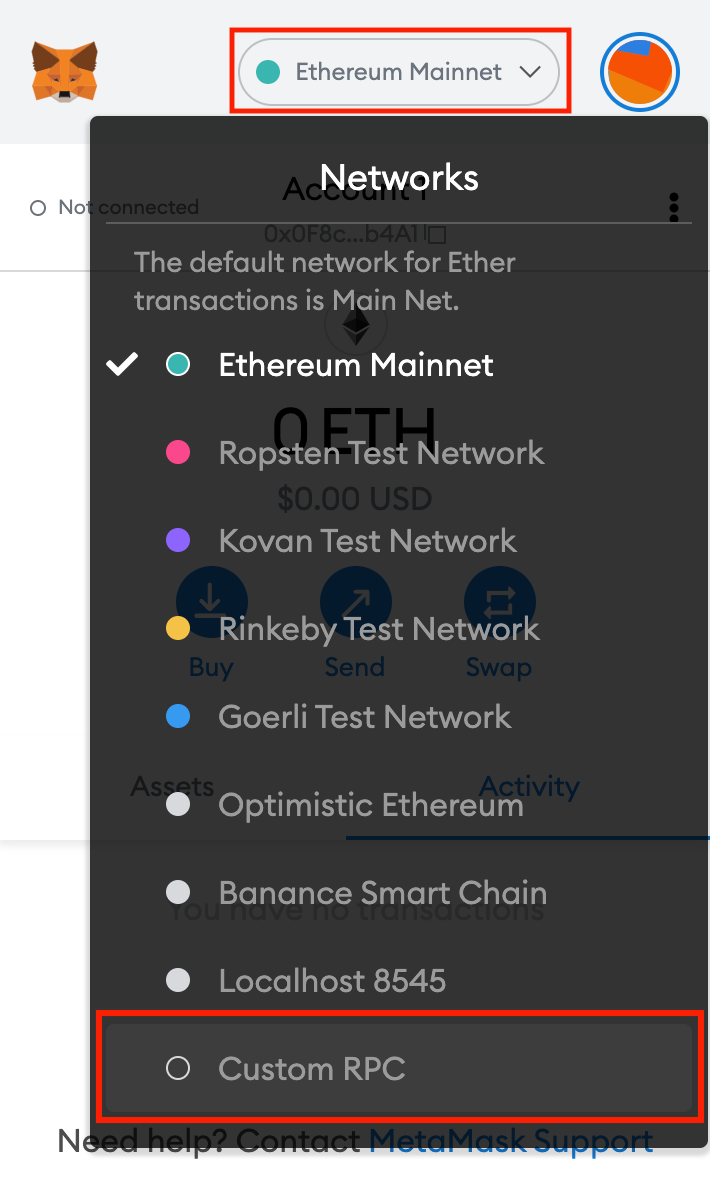 Ethereum Mainnet
Networks
Account 1
Not connected
0x0F8c...b4A1
The default network for Ether
transactions is Main Net.
Ethereum Mainnet
0 ETH
Ropsten Test Network
$0.00 USD
Kovan Test Network
Rinkeby Test Network
Buy
Send
Swap
Goerli Test Network
Assets
Activity
Optimistic Ethereum
Banance Smart Chain
You have no transactions
Localhost 8545
Custom RPC
Need help? Contact MetaMask Support